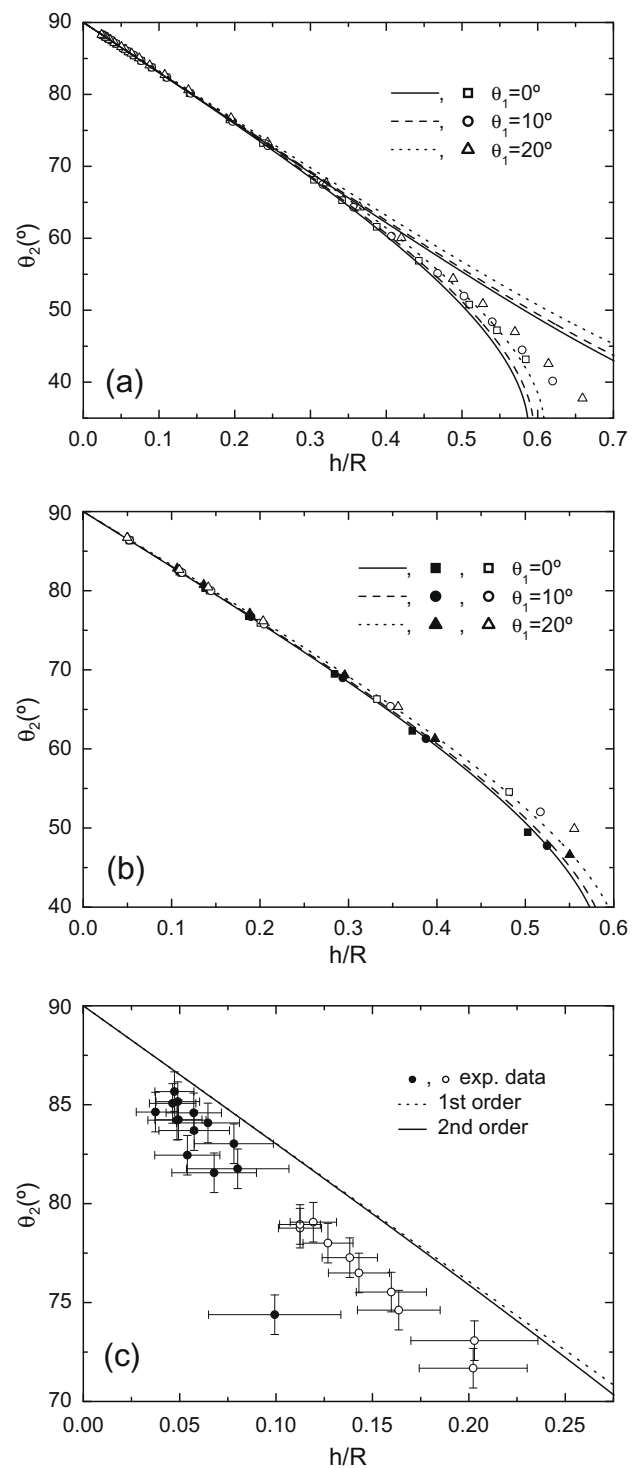 90
80
70
60
50
40
θ2(º)
(a)
, θ1=0º
, θ1=10º
, θ1=20º
0.0 0.1 0.2 0.3 0.4 0.5 0.6 0.7
h/R
90
80
70
60
50
40
θ2(º)
(b)
, , θ1=0º
, , θ1=10º
, , θ1=20º
0.0 0.1 0.2 0.3 0.4 0.5 0.6
h/R
90
85
80
75
70
θ2(º)
(c)
, exp. data
1st order
2nd order
0.00 0.05 0.10 0.15 0.20 0.25
h/R